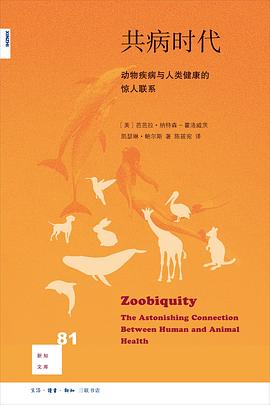 XINZHI
共病时代
动物疾病与人类健康的
惊人联系
[美] 芭芭拉·纳特森-霍洛威茨
凯瑟琳·鲍尔斯 著 陈筱宛 译
Zoobiquity
The Astonishing Connection
Between Human and Animal
Health
81
新知
文库
生活·讀書·新知 三联书店